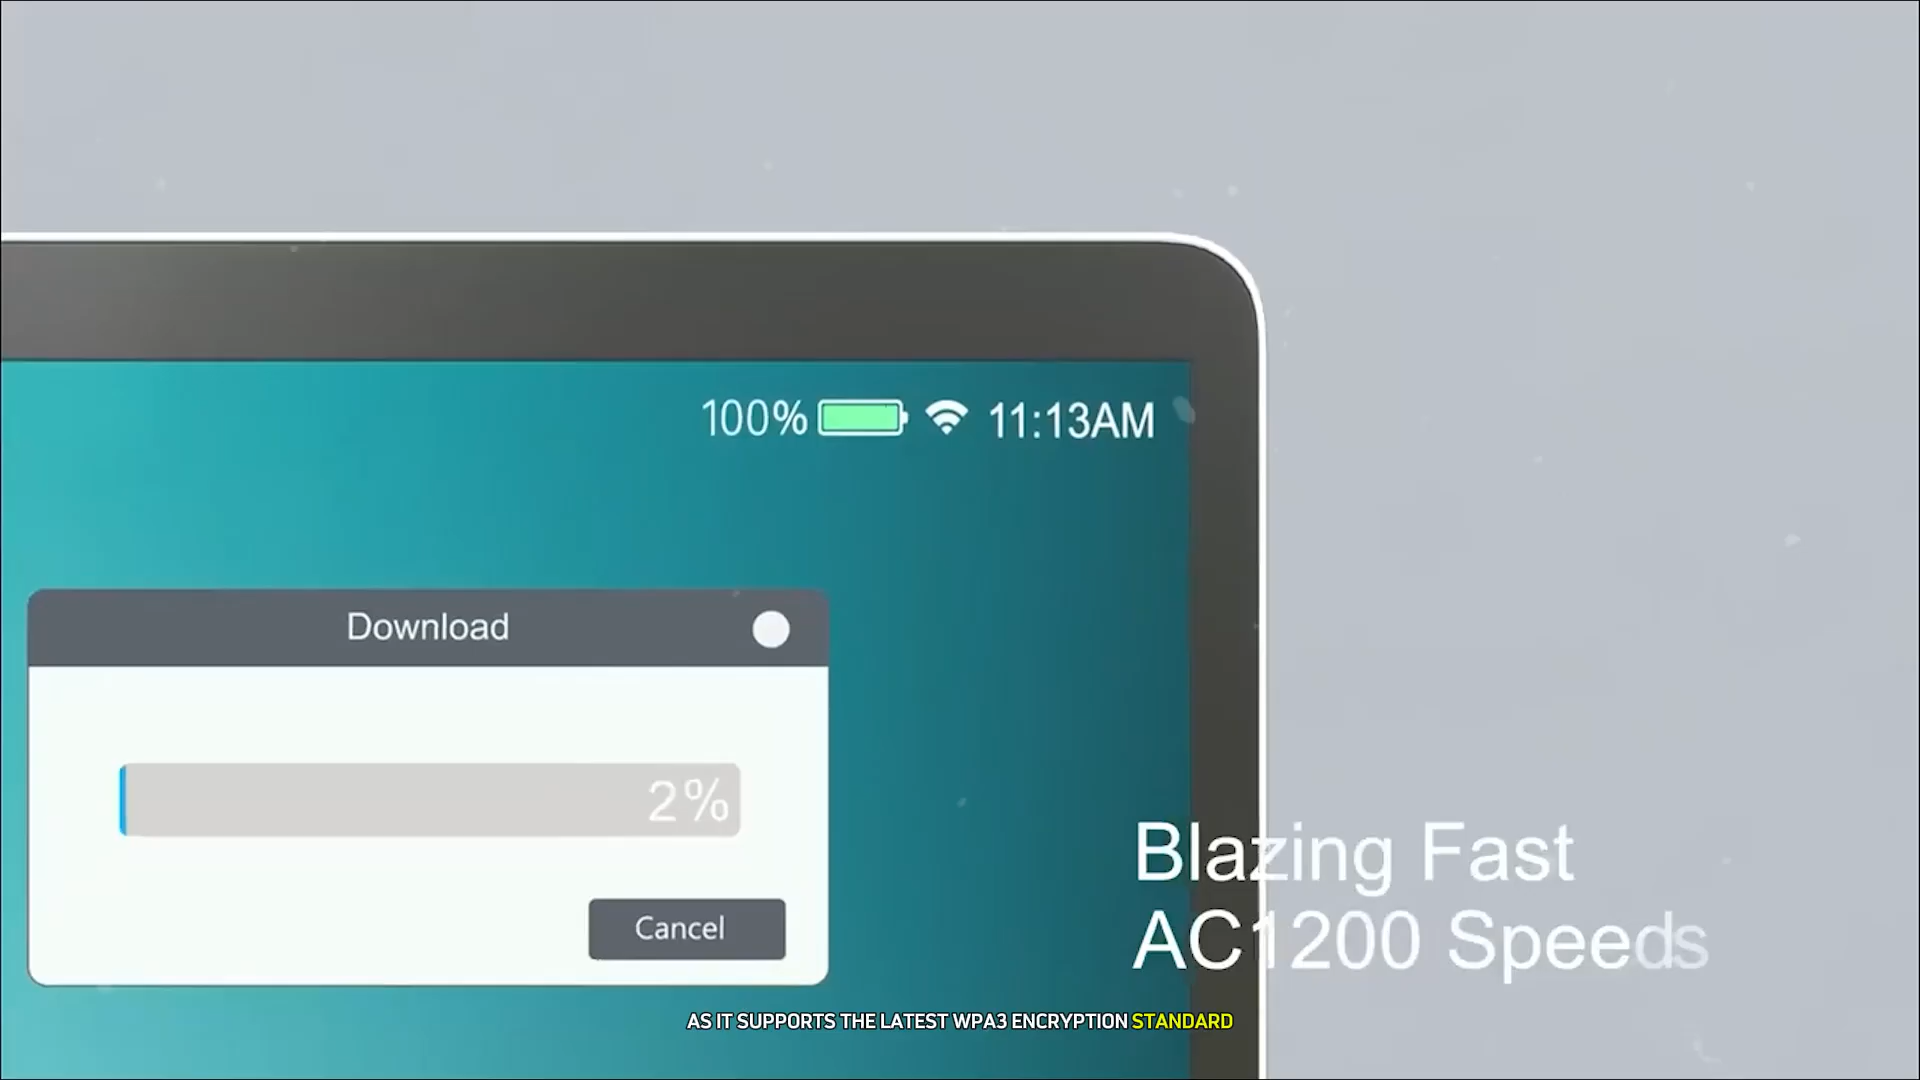 100% 11:13AM
Download
2%
Cancel
Blazing Fast
AC1200 Speeds
AS IT SUPPORTS THE LATEST WPA3 ENCRYPTION STANDARD